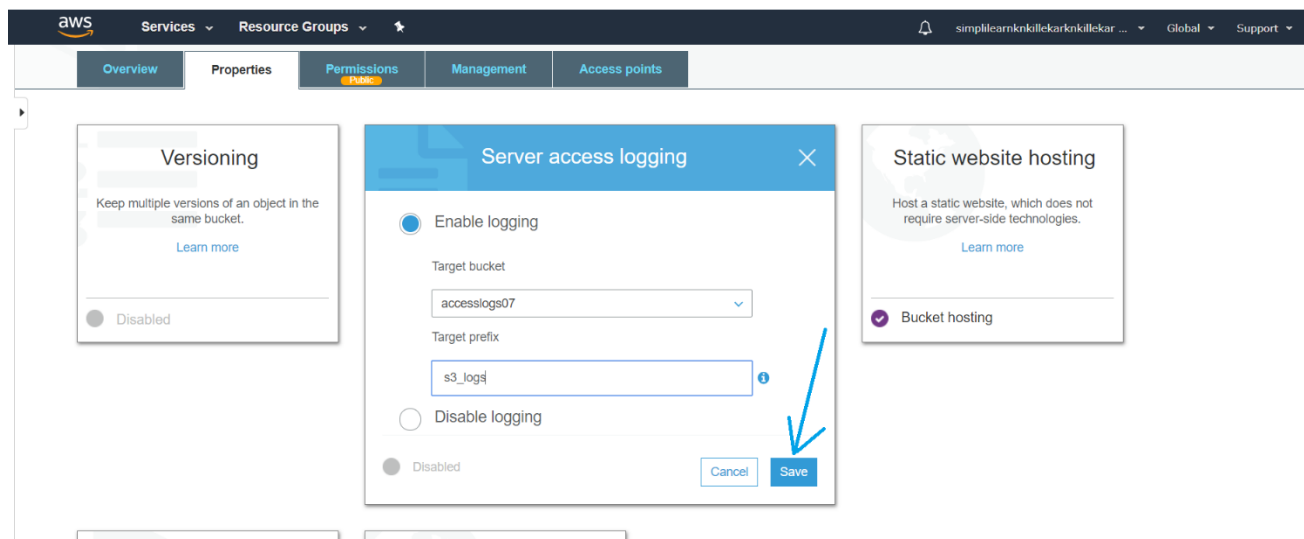 aws Services Resource Groups simplilearnknkillekarknkillekar ... Global Support
Overview Properties Permissions Management Access points
Public
Versioning
Keep multiple versions of an object in the
same bucket.
Learn more
Disabled
Server access logging
Enable logging
Target bucket
accesslogs07
Target prefix
s3_logs
Disable logging
Disabled
Cancel Save
Static website hosting
Host a static website, which does not
require server-side technologies.
Learn more
Bucket hosting